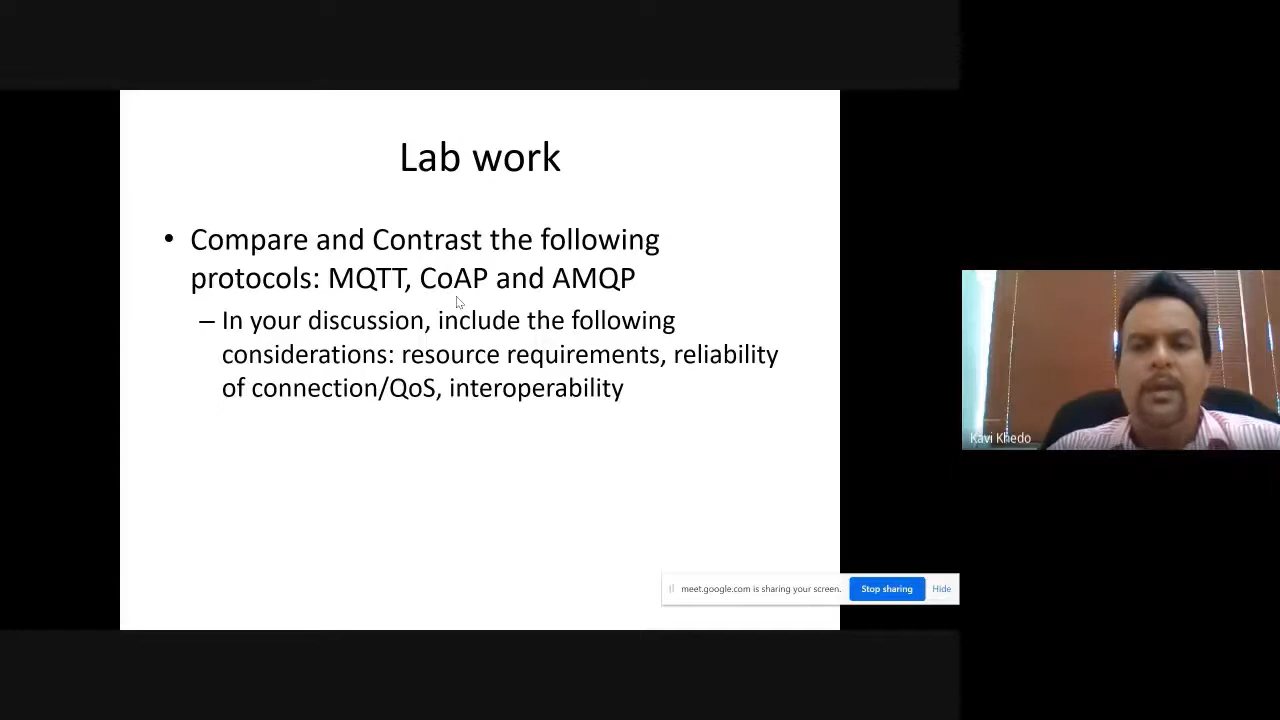 Lab work
• Compare and Contrast the following
protocols: MQTT, CoAP and AMQP
– In your discussion, include the following
considerations: resource requirements, reliability
of connection/QoS, interoperability
Kavi Khedo
meet.google.com is sharing your screen.
Stop sharing
Hide